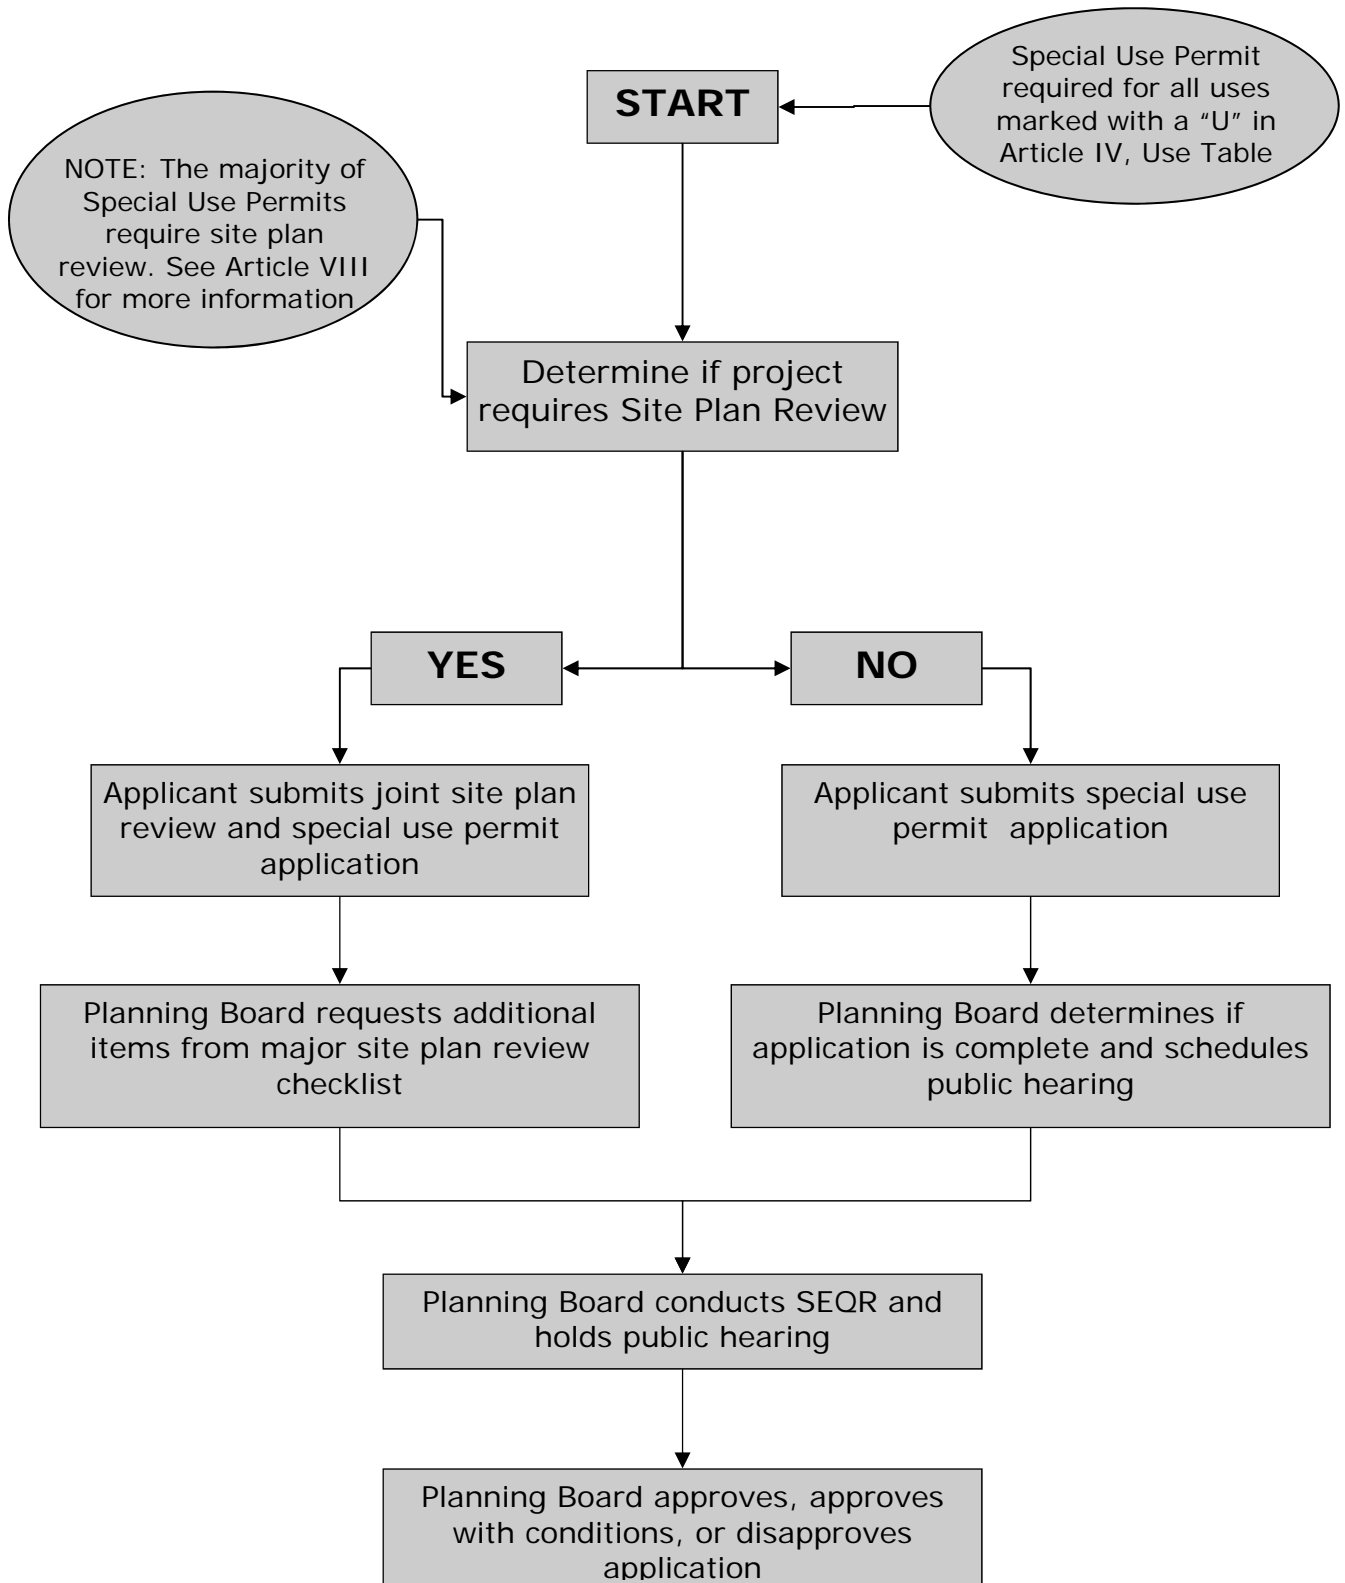 START
Special Use Permit
required for all uses
marked with a “U” in
Article IV, Use Table
NOTE: The majority of
Special Use Permits
require site plan
review. See Article VIII
for more information
Determine if project
requires Site Plan Review
YES
NO
Applicant submits joint site plan
review and special use permit
application
Applicant submits special use
permit application
Planning Board requests additional
items from major site plan review
checklist
Planning Board determines if
application is complete and schedules
public hearing
Planning Board conducts SEQR and
holds public hearing
Planning Board approves, approves
with conditions, or disapproves
application